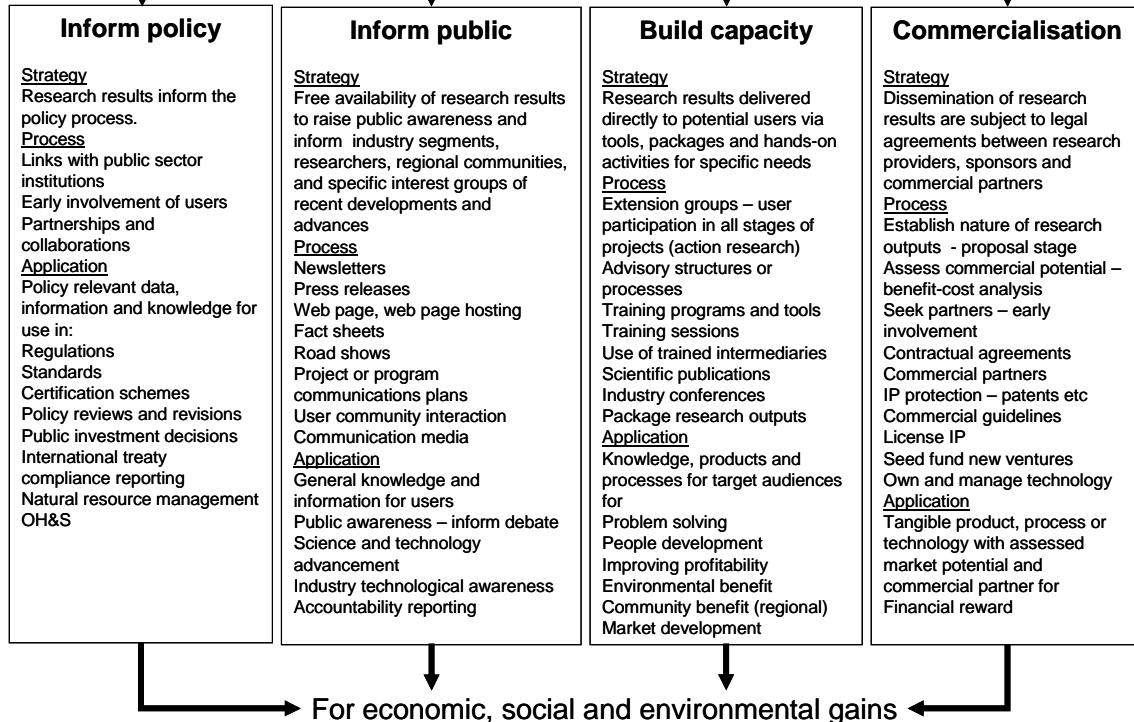 Inform policy
Strategy
Research results inform the
policy process.
Process
Links with public sector
institutions
Early involvement of users
Partnerships and
collaborations
Application
Policy relevant data,
information and knowledge for
use in:
Regulations
Standards
Certification schemes
Policy reviews and revisions
Public investment decisions
International treaty
compliance reporting
Natural resource management
OH&S
Inform public
Strategy
Free availability of research results
to raise public awareness and
inform industry segments,
researchers, regional communities,
and specific interest groups of
recent developments and
advances
Process
Newsletters
Press releases
Web page, web page hosting
Fact sheets
Road shows
Project or program
communications plans
User community interaction
Communication media
Application
General knowledge and
information for users
Public awareness – inform debate
Science and technology
advancement
Industry technological awareness
Accountability reporting
Build capacity
Strategy
Research results delivered
directly to potential users via
tools, packages and hands-on
activities for specific needs
Process
Extension groups – user
participation in all stages of
projects (action research)
Advisory structures or
processes
Training programs and tools
Training sessions
Use of trained intermediaries
Scientific publications
Industry conferences
Package research outputs
Application
Knowledge, products and
processes for target audiences
for
Problem solving
People development
Improving profitability
Environmental benefit
Community benefit (regional)
Market development
Commercialisation
Strategy
Dissemination of research
results are subject to legal
agreements between research
providers, sponsors and
commercial partners
Process
Establish nature of research
outputs - proposal stage
Assess commercial potential –
benefit-cost analysis
Seek partners – early
involvement
Contractual agreements
Commercial partners
IP protection – patents etc
Commercial guidelines
License IP
Seed fund new ventures
Own and manage technology
Application
Tangible product, process or
technology with assessed
market potential and
commercial partner for
Financial reward
For economic, social and environmental gains